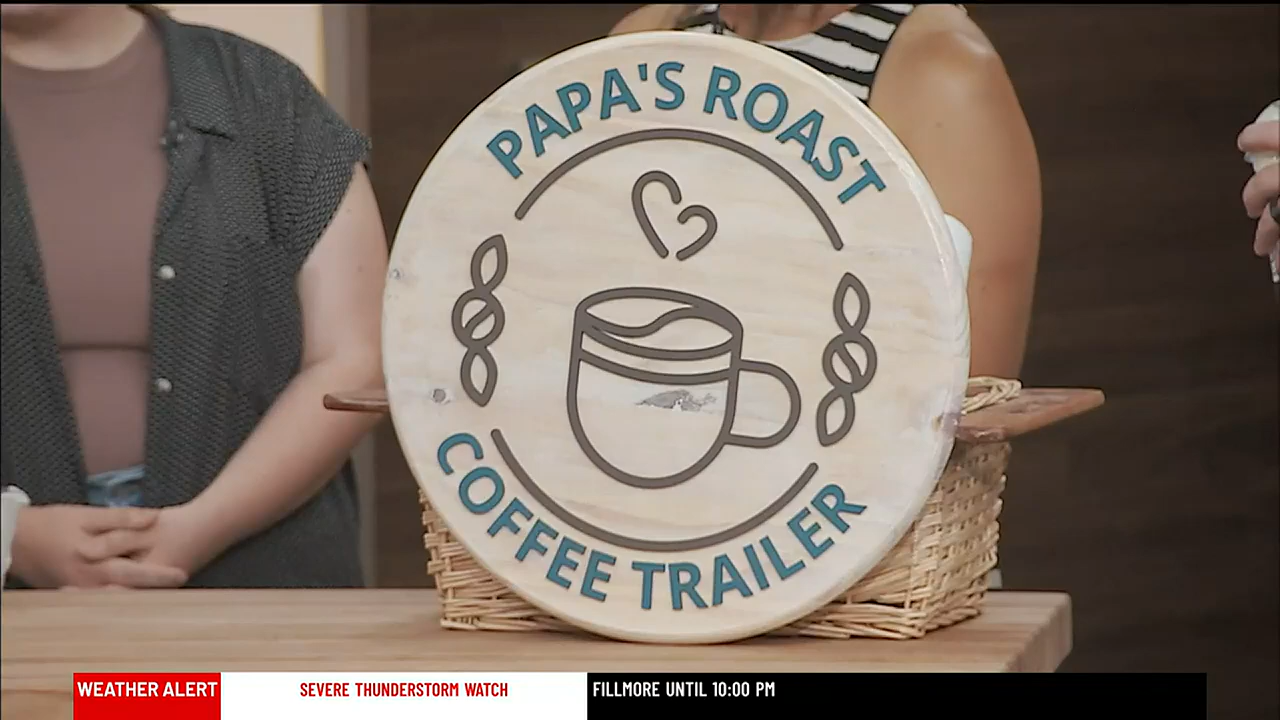 PAPA'S ROAST
COFFEE TRAILER
WEATHER ALERT
SEVERE THUNDERSTORM WATCH
FILLMORE UNTIL 10:00 PM